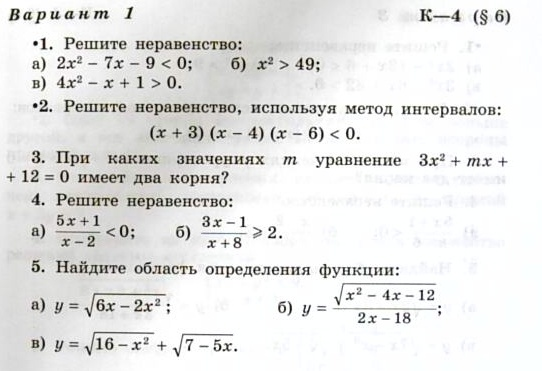 Вариант 1 К—4 (§ 6)
•1. Решите неравенство:
а) 2x² − 7x − 9 < 0; б) x² > 49;
в) 4x² − x + 1 > 0.
•2. Решите неравенство, используя метод интервалов:
(x + 3) (x − 4) (x − 6) < 0.
3. При каких значениях m уравнение 3x² + mx +
+ 12 = 0 имеет два корня?
4. Решите неравенство:
а) (5x + 1)/(x − 2) < 0; б) (3x − 1)/(x + 8) ⩾ 2.
5. Найдите область определения функции:
а) y = √(6x − 2x²); б) y = √(x² − 4x − 12)/(2x − 18);
в) y = √(16 − x²) + √(7 − 5x).